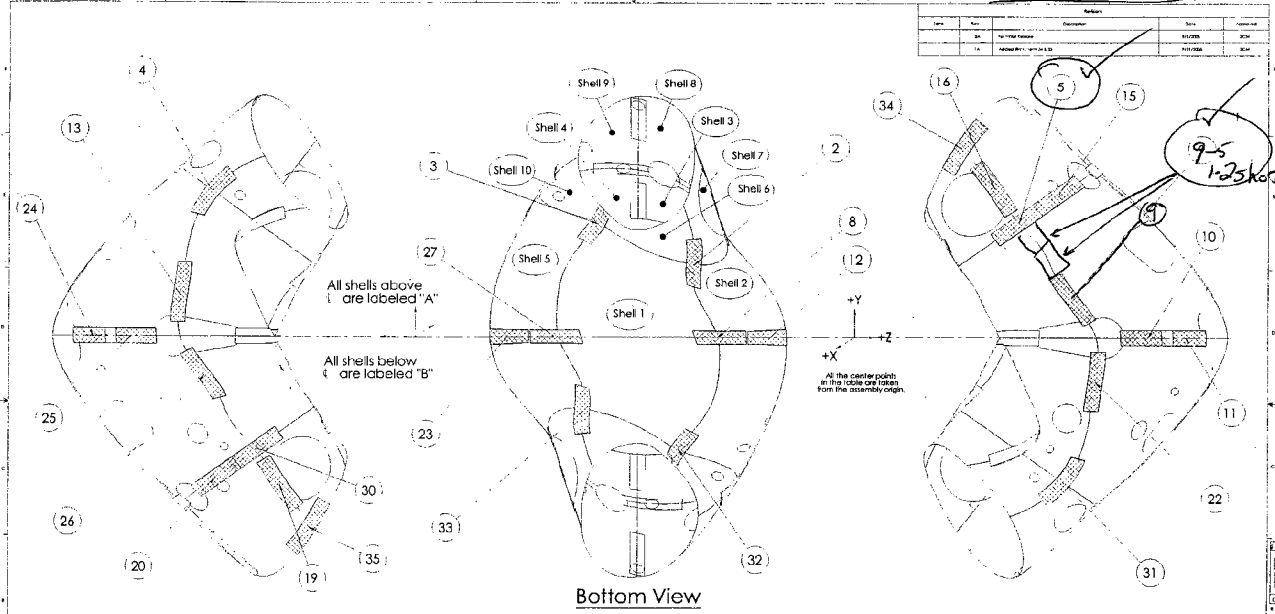 Revision
Description
Date
4
13
24
25
26
20
19
35
30
All shells above
℄ are labeled "A"
All shells below
℄ are labeled "B"
Shell 9
Shell 8
Shell 4
Shell 3
Shell 10
Shell 7
Shell 6
Shell 5
Shell 2
Shell 1
3
27
23
33
2
8
12
32
+Y
+Z
+X
All the center points
in the table are taken
from the assembly origin.
34
16
5
15
9-5
9
10
11
22
31
Bottom View